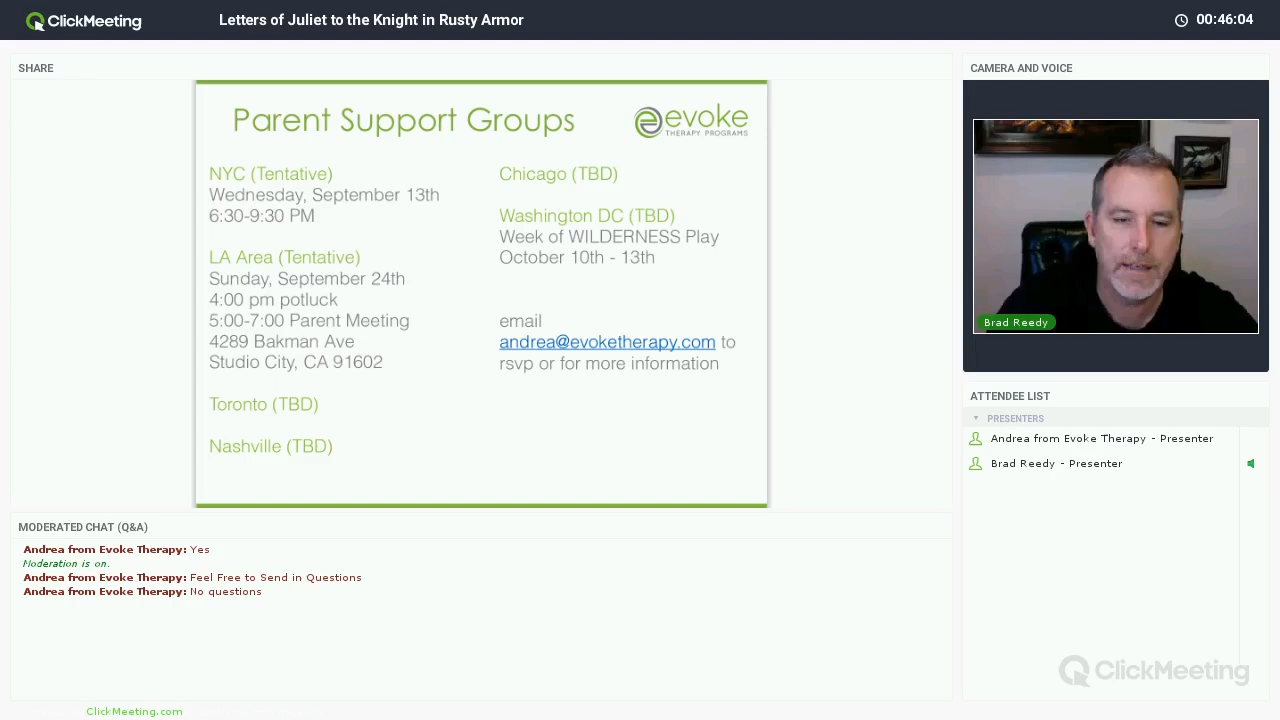 ClickMeeting
Letters of Juliet to the Knight in Rusty Armor
00:46:04
SHARE
Parent Support Groups
evoke
THERAPY PROGRAMS
NYC (Tentative)
Wednesday, September 13th
6:30-9:30 PM
LA Area (Tentative)
Sunday, September 24th
4:00 pm potluck
5:00-7:00 Parent Meeting
4289 Bakman Ave
Studio City, CA 91602
Toronto (TBD)
Nashville (TBD)
Chicago (TBD)
Washington DC (TBD)
Week of WILDERNESS Play
October 10th - 13th
email
andrea@evoketherapy.com to
rsvp or for more information
CAMERA AND VOICE
Brad Reedy
ATTENDEE LIST
PRESENTERS
Andrea from Evoke Therapy - Presenter
Brad Reedy - Presenter
MODERATED CHAT (Q&A)
Andrea from Evoke Therapy: Yes
Moderation is on.
Andrea from Evoke Therapy: Feel Free to Send in Questions
Andrea from Evoke Therapy: No questions
ClickMeeting
ClickMeeting.com